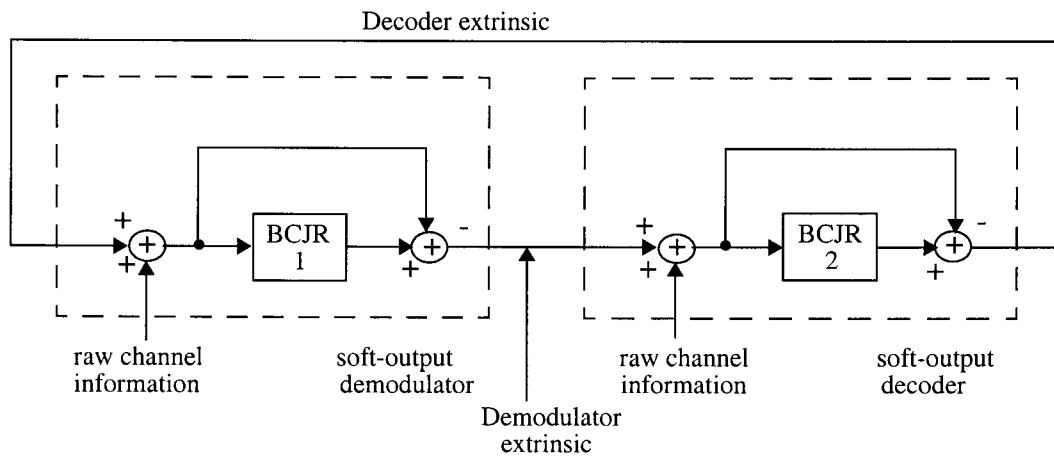 Decoder extrinsic
+
+
+
BCJR
1
-
+
+
+
+
+
BCJR
2
-
+
+
raw channel
information
soft-output
demodulator
raw channel
information
soft-output
decoder
Demodulator
extrinsic